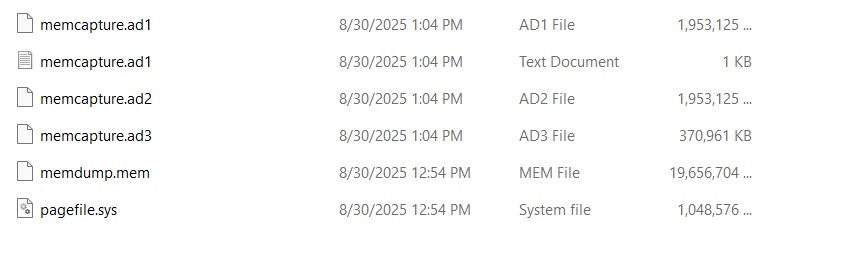 memcapture.ad1 8/30/2025 1:04 PM AD1 File 1,953,125 ...
memcapture.ad1 8/30/2025 1:04 PM Text Document 1 KB
memcapture.ad2 8/30/2025 1:04 PM AD2 File 1,953,125 ...
memcapture.ad3 8/30/2025 1:04 PM AD3 File 370,961 KB
memdump.mem 8/30/2025 12:54 PM MEM File 19,656,704 ...
pagefile.sys 8/30/2025 12:54 PM System file 1,048,576 ...